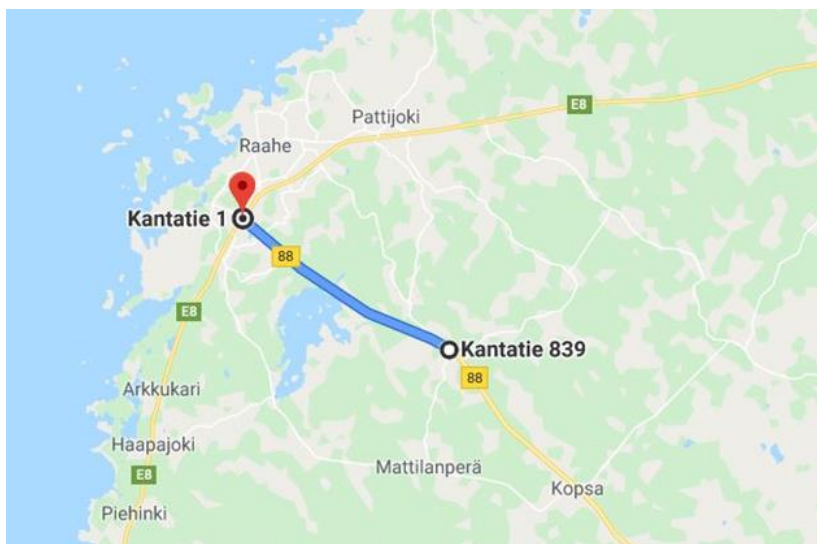 Pattijoki
E8
Raahe
Kantatie 1
88
E8
Kantatie 839
88
Arkkukari
Haapajoki
Mattilanperä
E8
Kopsa
Piehinki